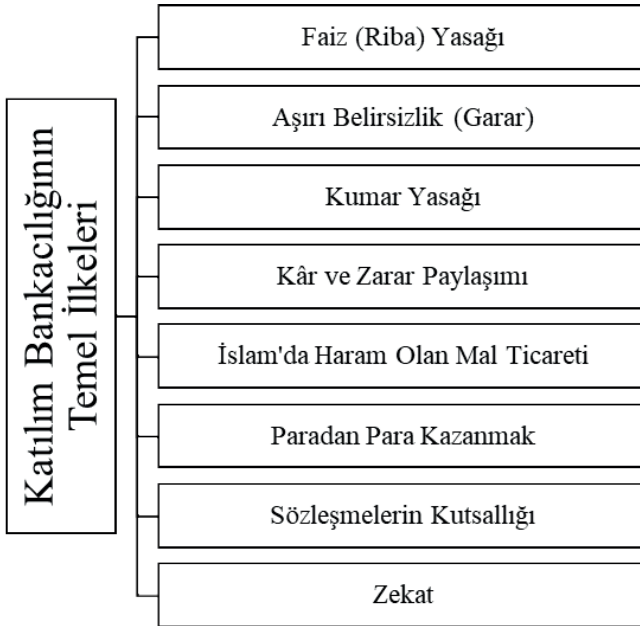 Katılım Bankacılığının
Temel İlkeleri
Faiz (Riba) Yasağı
Aşırı Belirsizlik (Garar)
Kumar Yasağı
Kâr ve Zarar Paylaşımı
İslam'da Haram Olan Mal Ticareti
Paradan Para Kazanmak
Sözleşmelerin Kutsallığı
Zekat